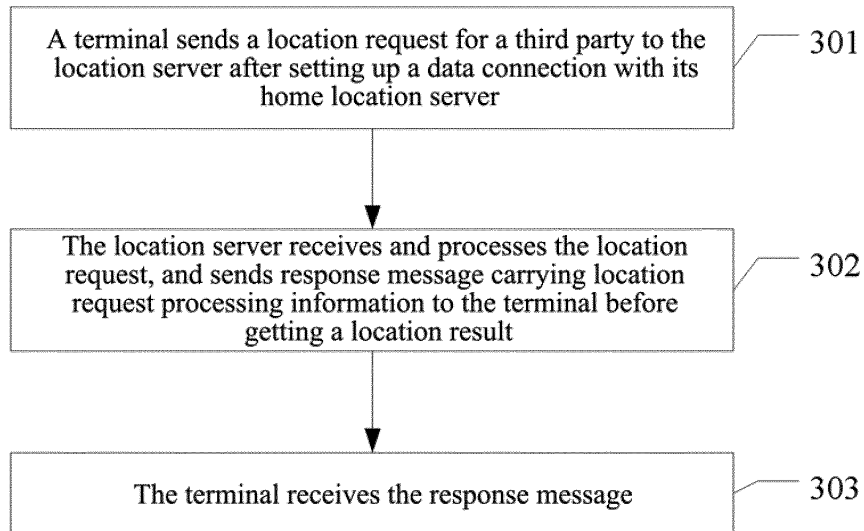 A terminal sends a location request for a third party to the
location server after setting up a data connection with its
home location server
301
The location server receives and processes the location
request, and sends response message carrying location
request processing information to the terminal before
getting a location result
302
The terminal receives the response message
303